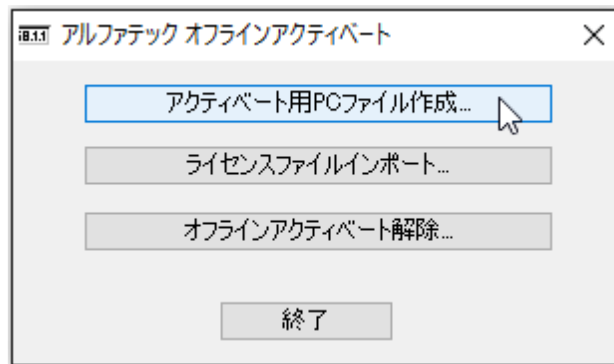 i8.1.1 アルファテック オフラインアクティベート
アクティベート用PCファイル作成...
ライセンスファイルインポート...
オフラインアクティベート解除...
終了